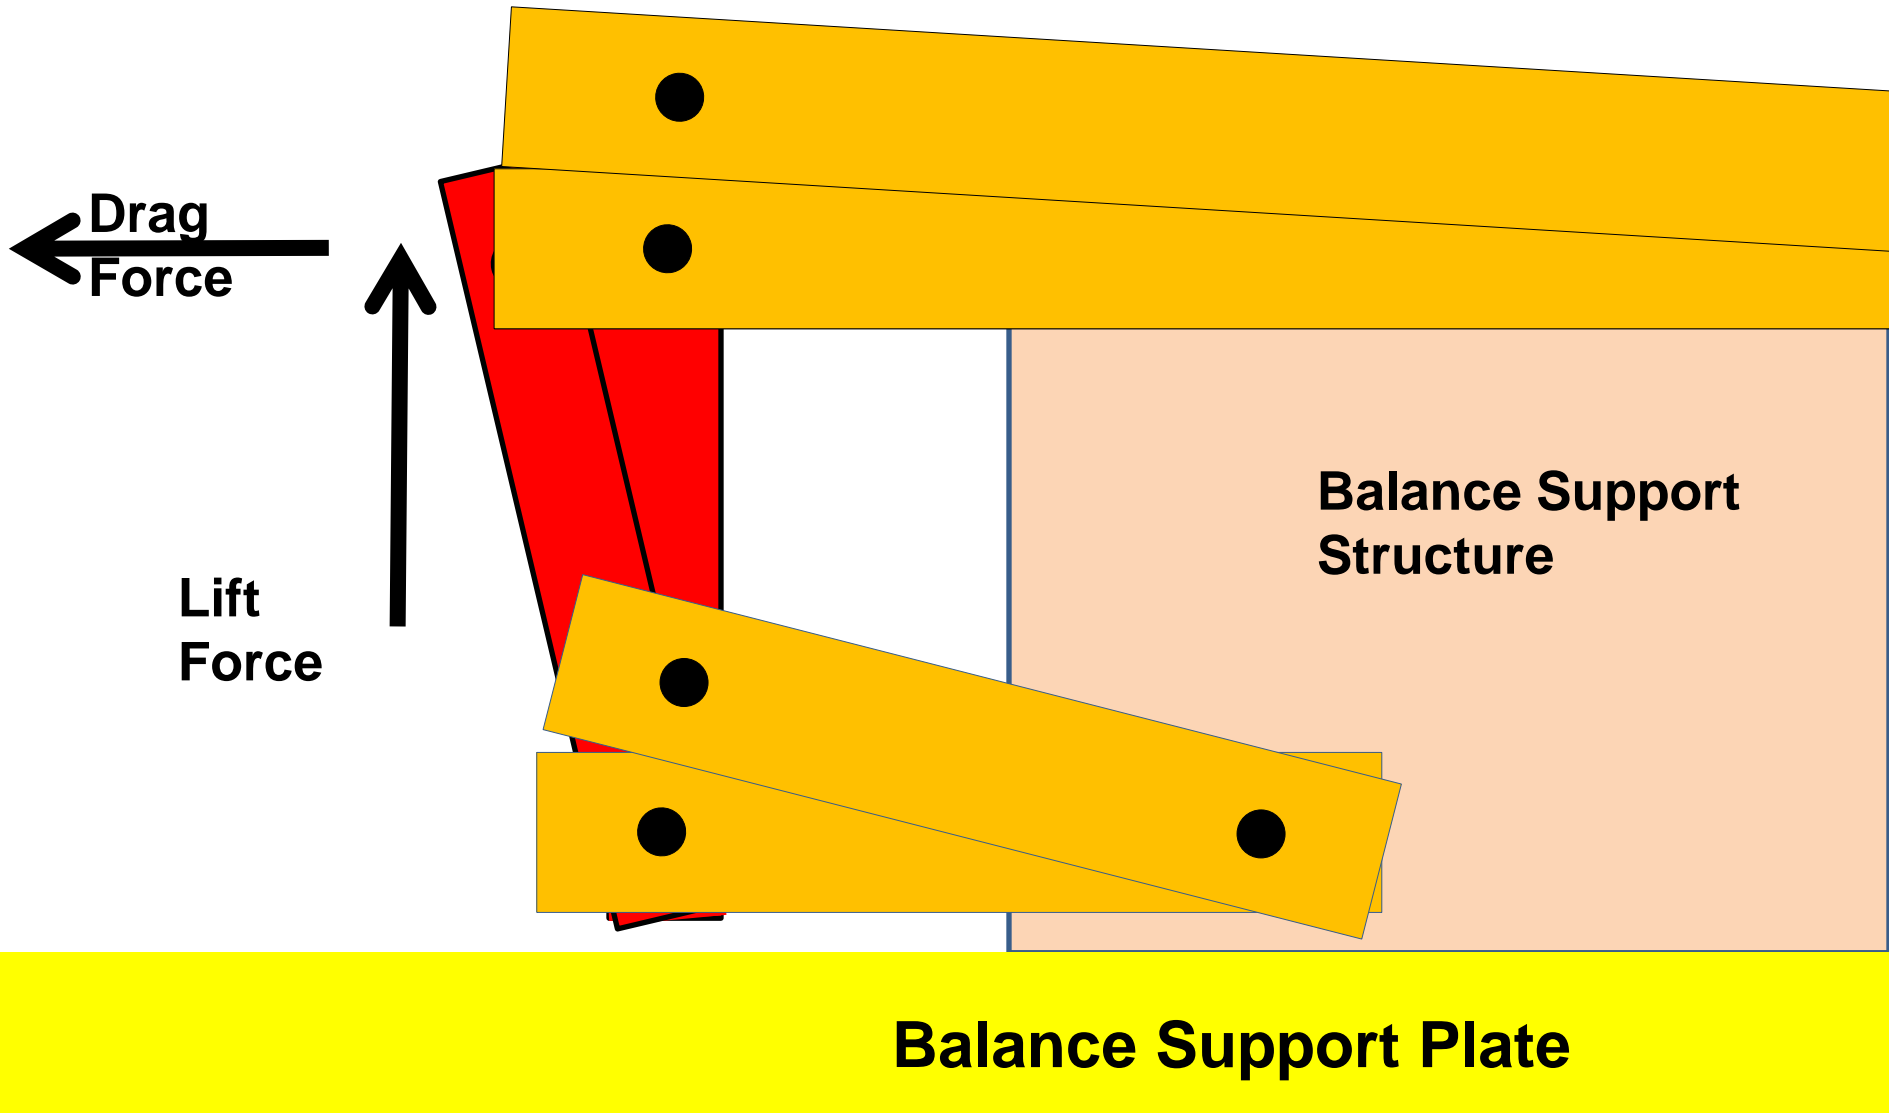 Drag
Force
Lift
Force
Balance Support
Structure
Balance Support Plate